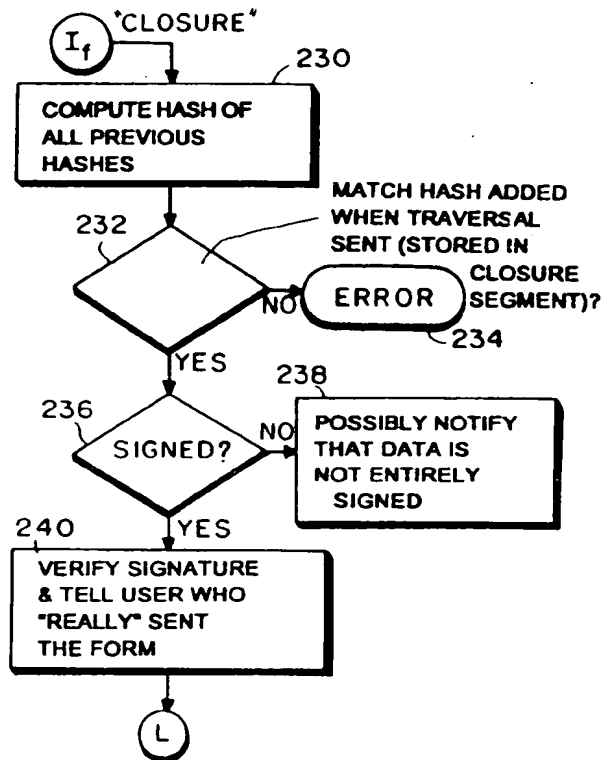 "CLOSURE"
If
230
COMPUTE HASH OF
ALL PREVIOUS
HASHES
232
MATCH HASH ADDED
WHEN TRAVERSAL
SENT (STORED IN
CLOSURE
SEGMENT)?
NO
ERROR
234
YES
236
SIGNED?
NO
238
POSSIBLY NOTIFY
THAT DATA IS
NOT ENTIRELY
SIGNED
YES
240
VERIFY SIGNATURE
& TELL USER WHO
"REALLY" SENT
THE FORM
L